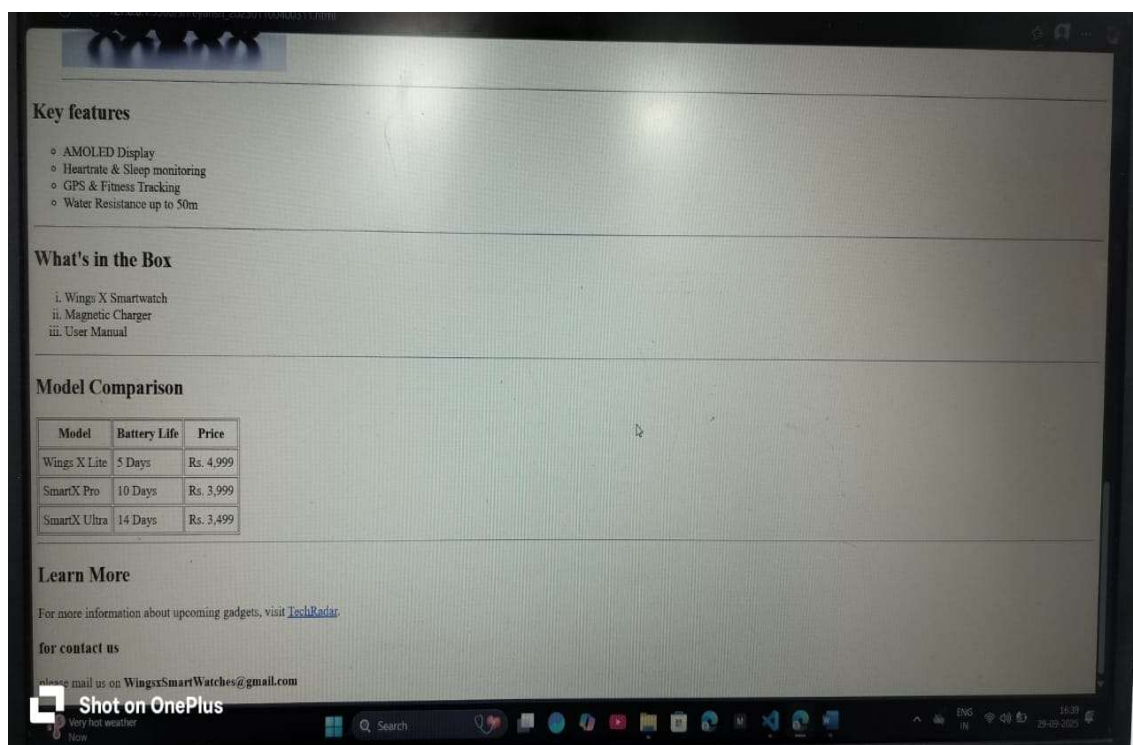 Key features
AMOLED Display
Heartrate & Sleep monitoring
GPS & Fitness Tracking
Water Resistance up to 50m
What's in the Box
i. Wings X Smartwatch
ii. Magnetic Charger
iii. User Manual
Model Comparison
Model Battery Life Price
Wings X Lite 5 Days Rs. 4,999
SmartX Pro 10 Days Rs. 3,999
SmartX Ultra 14 Days Rs. 3,499
Learn More
For more information about upcoming gadgets, visit TechRadar.
for contact us
please mail us on WingsxSmartWatches@gmail.com
Shot on OnePlus
Very hot weather
Now
Search
ENG
IN
16:39
29-09-2025